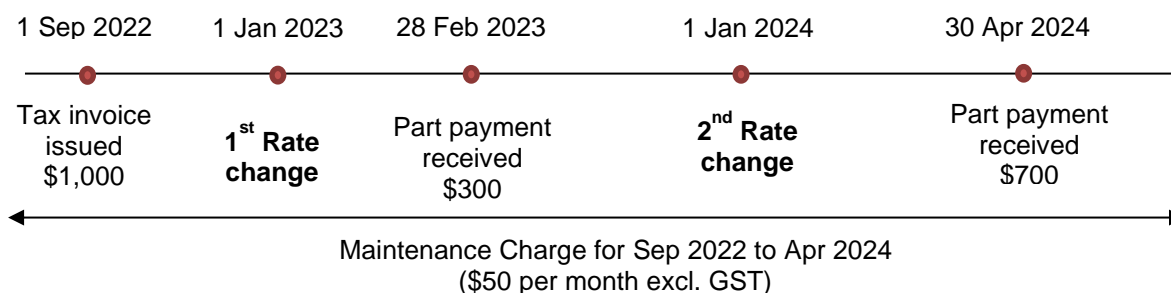 1 Sep 2022 1 Jan 2023 28 Feb 2023 1 Jan 2024 30 Apr 2024
Tax invoice
issued
$1,000
1st Rate
change
Part payment
received
$300
2nd Rate
change
Part payment
received
$700
Maintenance Charge for Sep 2022 to Apr 2024
($50 per month excl. GST)